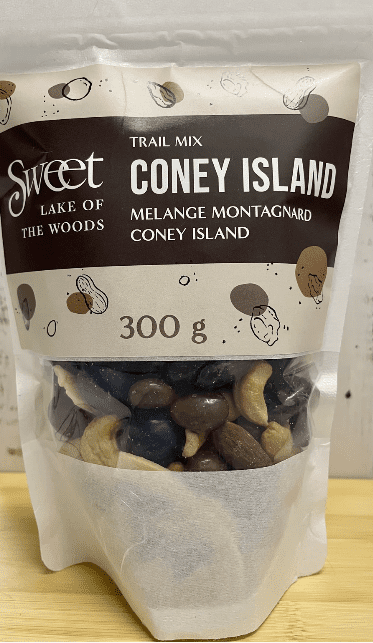 Sweet
LAKE OF
THE WOODS
TRAIL MIX
CONEY ISLAND
MELANGE MONTAGNARD
CONEY ISLAND
300 g